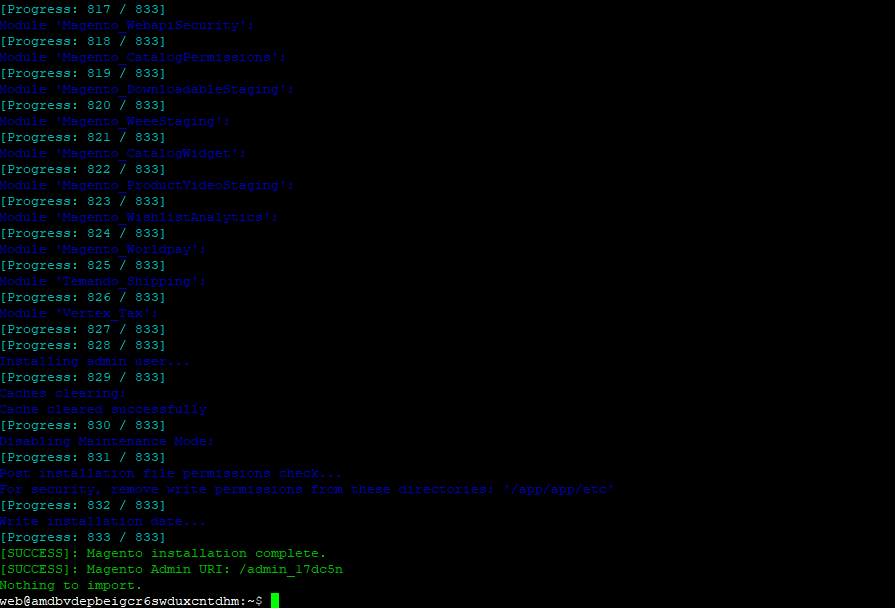 [Progress: 817 / 833]
Module 'Magento_WebapiSecurity':
[Progress: 818 / 833]
Module 'Magento_CatalogPermissions':
[Progress: 819 / 833]
Module 'Magento_DownloadableStaging':
[Progress: 820 / 833]
Module 'Magento_WeeeStaging':
[Progress: 821 / 833]
Module 'Magento_CatalogWidget':
[Progress: 822 / 833]
Module 'Magento_ProductVideoStaging':
[Progress: 823 / 833]
Module 'Magento_WishlistAnalytics':
[Progress: 824 / 833]
Module 'Magento_Worldpay':
[Progress: 825 / 833]
Module 'Temando_Shipping':
[Progress: 826 / 833]
Module 'Vertex_Tax':
[Progress: 827 / 833]
[Progress: 828 / 833]
Installing admin user...
[Progress: 829 / 833]
Caches clearing:
Cache cleared successfully
[Progress: 830 / 833]
Disabling Maintenance Mode:
[Progress: 831 / 833]
Post installation file permissions check...
For security, remove write permissions from these directories: '/app/app/etc'
[Progress: 832 / 833]
Write installation date...
[Progress: 833 / 833]
[SUCCESS]: Magento installation complete.
[SUCCESS]: Magento Admin URI: /admin_17dc5n
Nothing to import.
web@amdbvdepbeigcr6swduxcntdhm:~$